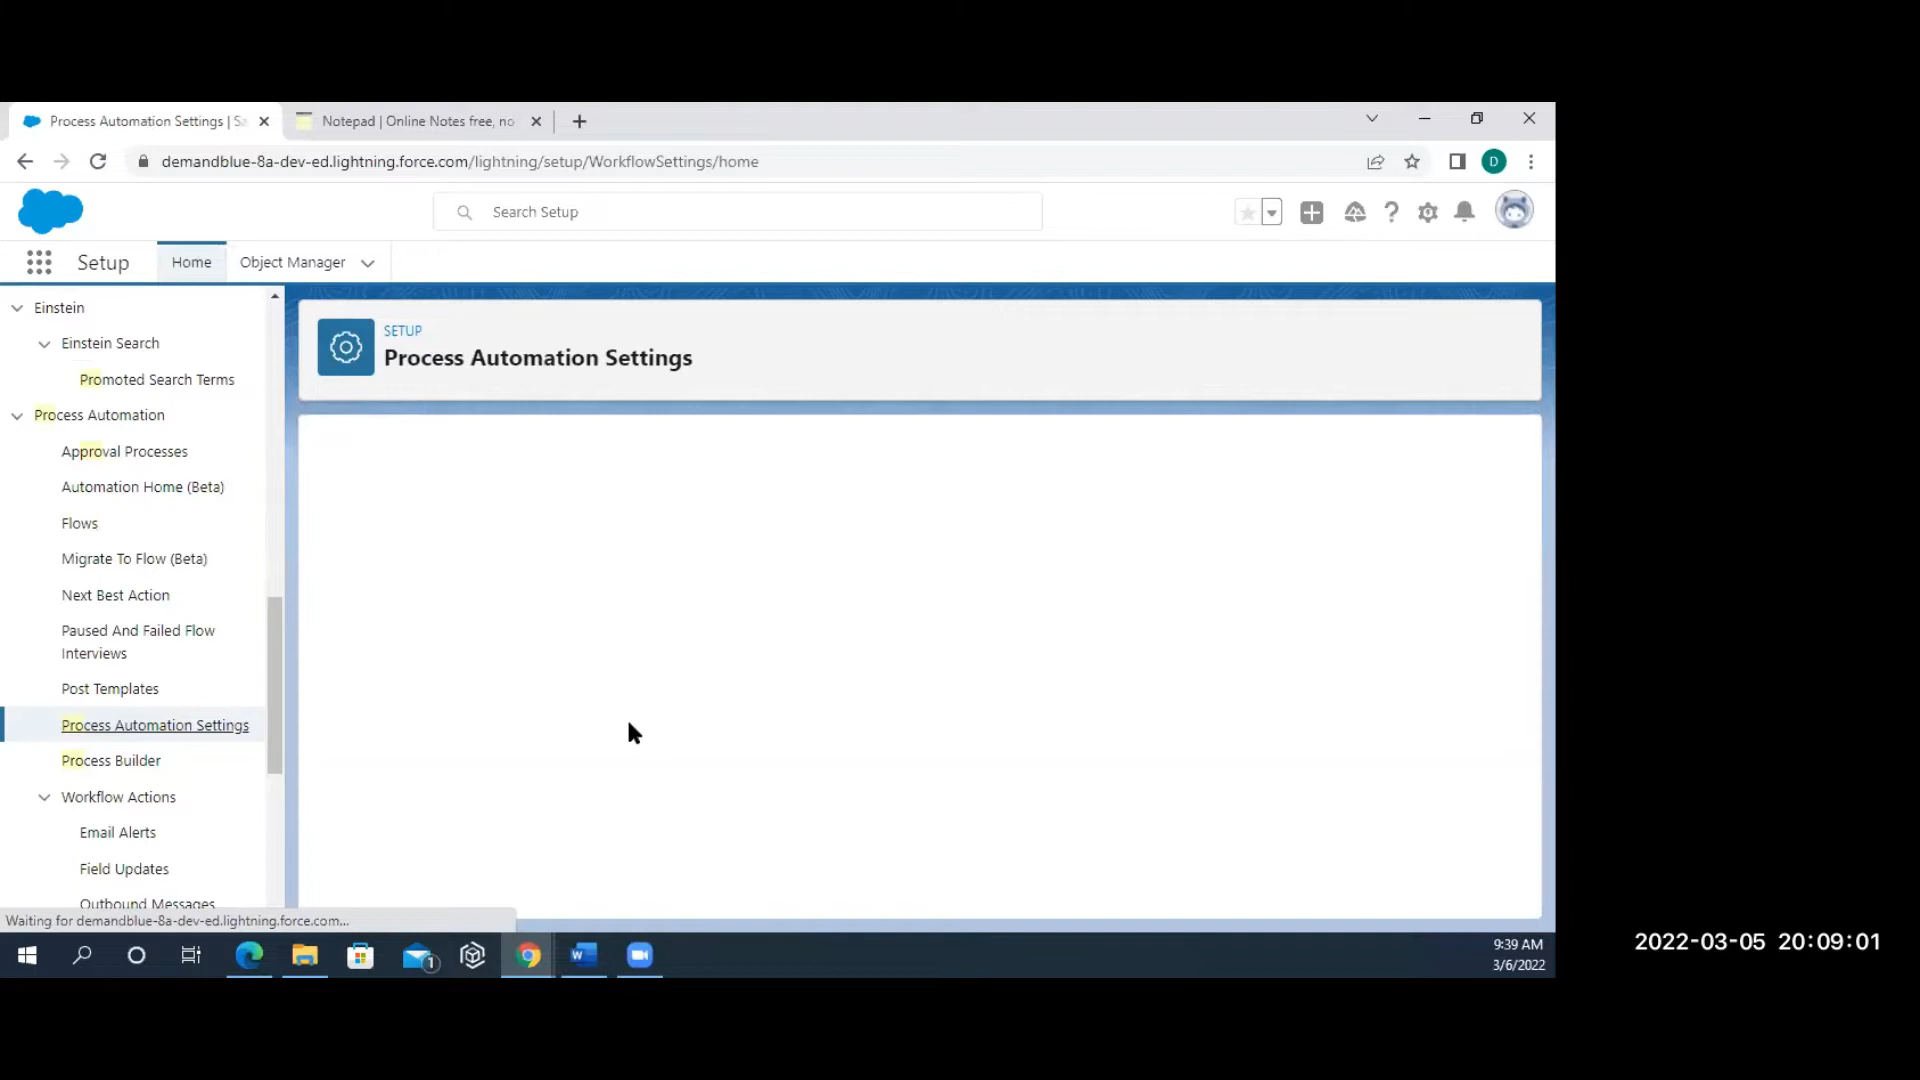 Process Automation Settings | Sa
Notepad | Online Notes free, no
demandblue-8a-dev-ed.lightning.force.com/lightning/setup/WorkflowSettings/home
D
Search Setup
Setup
Home
Object Manager
Einstein
Einstein Search
Promoted Search Terms
Process Automation
Approval Processes
Automation Home (Beta)
Flows
Migrate To Flow (Beta)
Next Best Action
Paused And Failed Flow
Interviews
Post Templates
Process Automation Settings
Process Builder
Workflow Actions
Email Alerts
Field Updates
Outbound Messages
SETUP
Process Automation Settings
Waiting for demandblue-8a-dev-ed.lightning.force.com...
1
W
9:39 AM
3/6/2022
2022-03-05 20:09:01